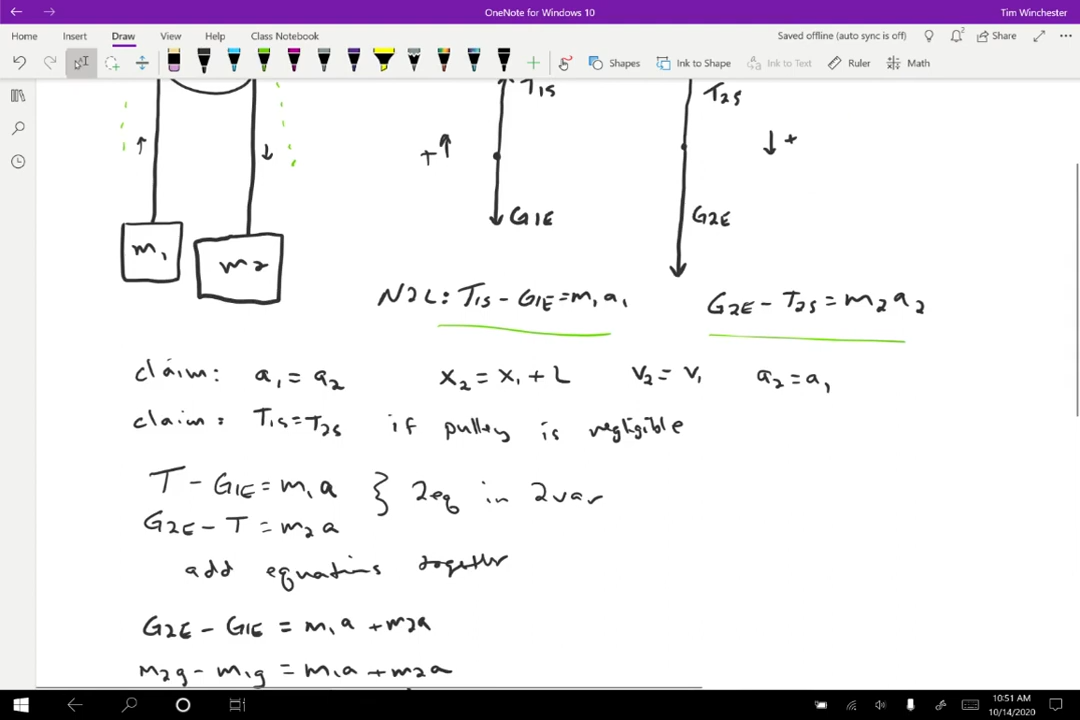 OneNote for Windows 10
Tim Winchester
Home Insert Draw View Help Class Notebook
Saved offline (auto sync is off) Share
Shapes Ink to Shape Ink to Text Ruler Math
T1S
T2S
+
+
G1E
G2E
m1
m2
N2L: T1S - G1E = m1a1
G2E - T2S = m2a2
claim: a1 = a2 x2 = x1 + L v2 = v1 a2 = a1
claim: T1S = T2S if pulley is negligible
T - G1E = m1a } 2eq in 2var
G2E - T = m2a
add equations together
G2E - G1E = m1a + m2a
m2g - m1g = m1a + m2a
10:51 AM
10/14/2020